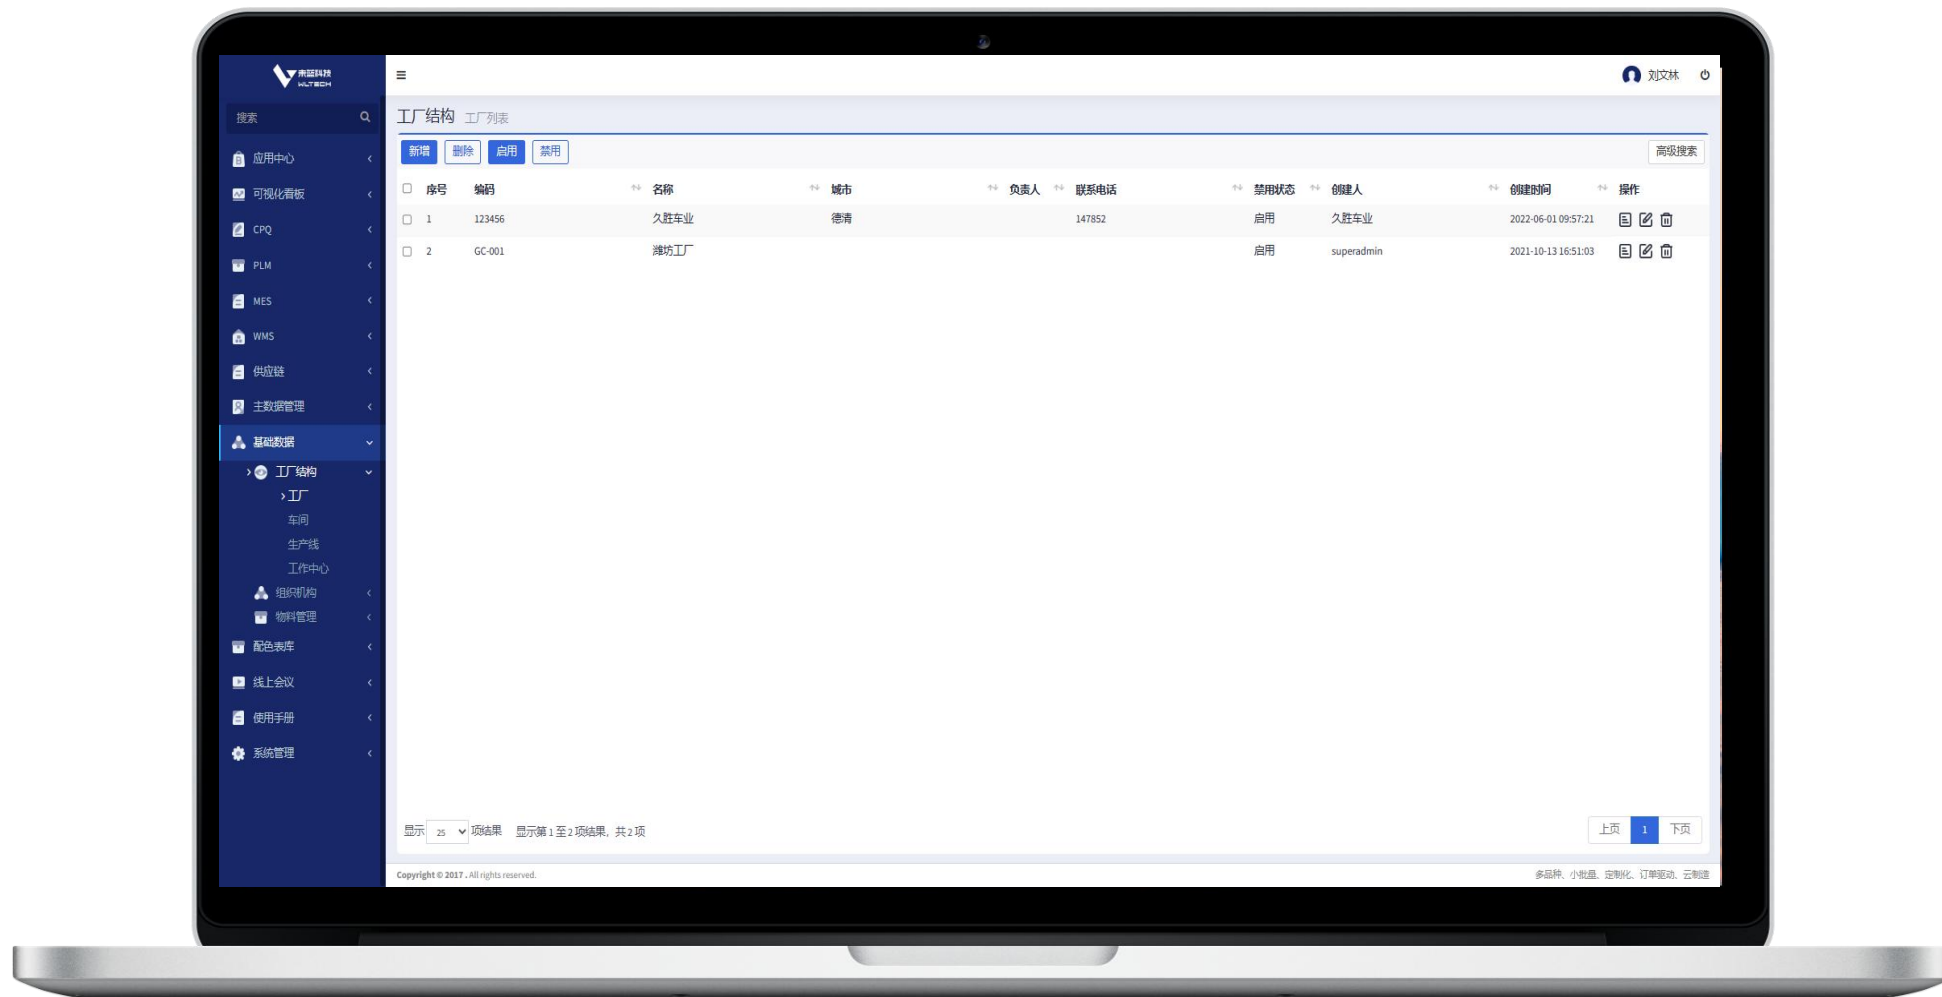 未蓝科技
WLTECH
刘文林
搜索
工厂结构 工厂列表
新增 删除 启用 禁用 高级搜索
序号 编码 名称 城市 负责人 联系电话 禁用状态 创建人 创建时间 操作
1 123456 久胜车业 德清 147852 启用 久胜车业 2022-06-01 09:57:21
2 GC-001 潍坊工厂 启用 superadmin 2021-10-13 16:51:03
应用中心
可视化看板
CPQ
PLM
MES
WMS
供应链
主数据管理
基础数据
工厂结构
工厂
车间
生产线
工作中心
组织机构
物料管理
配色表库
线上会议
使用手册
系统管理
显示 25 项结果 显示第 1 至 2 项结果, 共 2 项
上页 1 下页
Copyright © 2017 . All rights reserved.
多品种、小批量、定制化、订单驱动、云制造